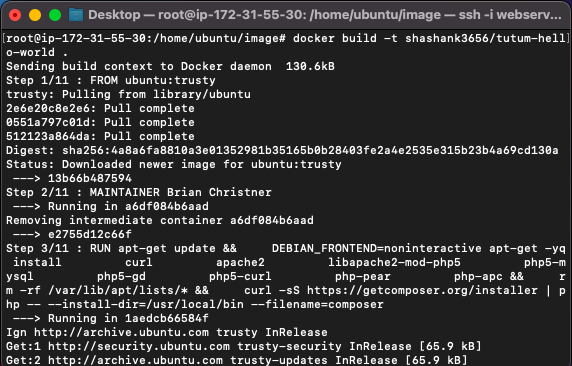 Desktop — root@ip-172-31-55-30: /home/ubuntu/image — ssh -i webserv...
[root@ip-172-31-55-30:/home/ubuntu/image# docker build -t shashank3656/tutum-hell]
o-world .
Sending build context to Docker daemon  130.6kB
Step 1/11 : FROM ubuntu:trusty
trusty: Pulling from library/ubuntu
2e6e20c8e2e6: Pull complete
0551a797c01d: Pull complete
512123a864da: Pull complete
Digest: sha256:4a8a6fa8810a3e01352981b35165b0b28403fe2a4e2535e315b23b4a69cd130a
Status: Downloaded newer image for ubuntu:trusty
 ---> 13b66b487594
Step 2/11 : MAINTAINER Brian Christner
 ---> Running in a6df084b6aad
Removing intermediate container a6df084b6aad
 ---> e2755d12c66f
Step 3/11 : RUN apt-get update &&     DEBIAN_FRONTEND=noninteractive apt-get -yq
 install         curl         apache2         libapache2-mod-php5         php5-m
ysql         php5-gd         php5-curl         php-pear         php-apc &&     r
m -rf /var/lib/apt/lists/* &&     curl -sS https://getcomposer.org/installer | p
hp -- --install-dir=/usr/local/bin --filename=composer
 ---> Running in 1aedcb66584f
Ign http://archive.ubuntu.com trusty InRelease
Get:1 http://security.ubuntu.com trusty-security InRelease [65.9 kB]
Get:2 http://archive.ubuntu.com trusty-updates InRelease [65.9 kB]